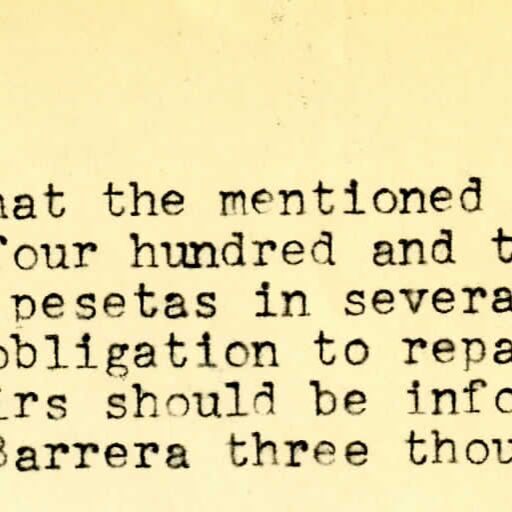 hat the mentioned
four hundred and t
pesetas in severa
obligation to repa
irs should be info
Barrera three thou